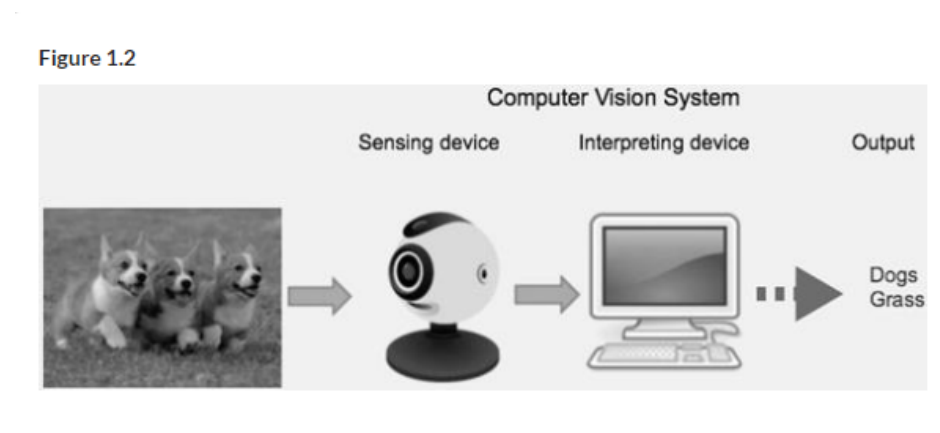 Figure 1.2
Computer Vision System
Sensing device
Interpreting device
Output
Dogs
Grass